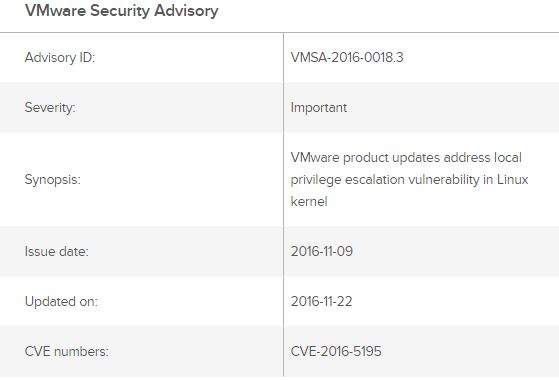 VMware Security Advisory
Advisory ID:
VMSA-2016-0018.3
Severity:
Important
Synopsis:
VMware product updates address local
privilege escalation vulnerability in Linux
kernel
Issue date:
2016-11-09
Updated on:
2016-11-22
CVE numbers:
CVE-2016-5195